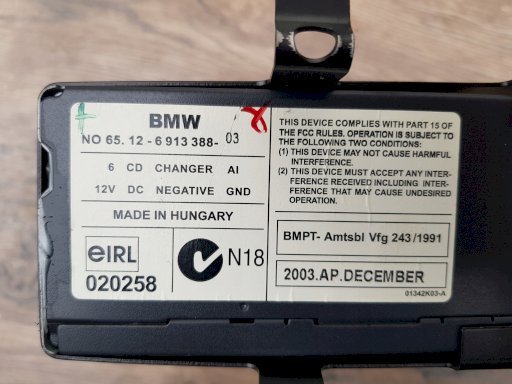 BMW
NO 65. 12 - 6 913 388- 03
6 CD CHANGER AI
12V DC NEGATIVE GND
MADE IN HUNGARY
eIRL
020258
N18
THIS DEVICE COMPLIES WITH PART 15 OF
THE FCC RULES. OPERATION IS SUBJECT TO
THE FOLLOWING TWO CONDITIONS:
(1) THIS DEVICE MAY NOT CAUSE HARMFUL
INTERFERENCE.
(2) THIS DEVICE MUST ACCEPT ANY INTER-
FERENCE RECEIVED INCLUDING INTER-
FERENCE THAT MAY CAUSE UNDESIRED
OPERATION.
BMPT- Amtsbl Vfg 243/1991
2003.AP.DECEMBER
01342K03-A